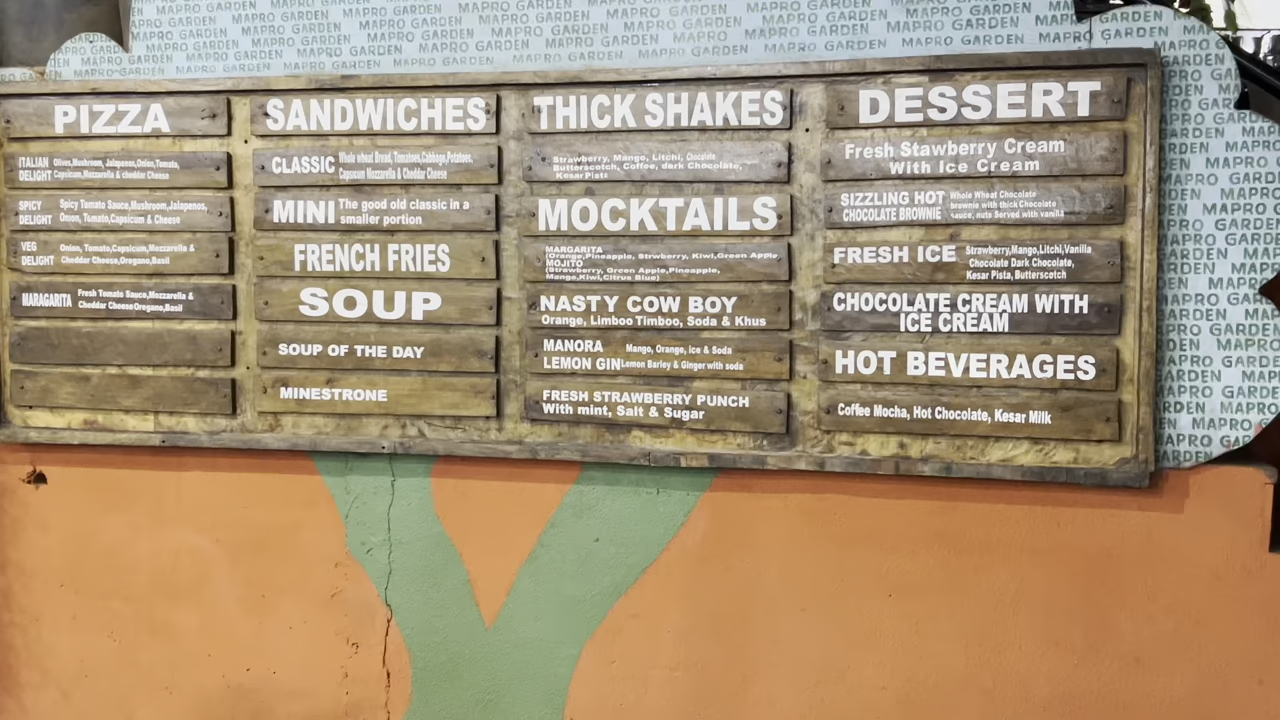 MAPRO GARDEN
PIZZA
ITALIAN DELIGHT Olives,Mushroom, Jalapenos,Onion,Tomato,
Capsicum,Mozzarella & cheddar Cheese
SPICY DELIGHT Spicy Tomato Sauce,Mushroom,Jalapenos,
Onion, Tomato,Capsicum & Cheese
VEG DELIGHT Onion, Tomato,Capsicum,Mozzarella &
Cheddar Cheese,Oregano,Basil
MARAGARITA Fresh Tomato Sauce,Mozzarella &
Cheddar CheeseOregano,Basil
SANDWICHES
CLASSIC Whole wheat Bread, Tomatoes,Cabbage,Potatoes,
Capsicum Mozzarella & Cheddar Cheese
MINI The good old classic in a
smaller portion
FRENCH FRIES
SOUP
SOUP OF THE DAY
MINESTRONE
THICK SHAKES
Strawberry, Mango, Litchi, Chocolate
Butterscotch, Coffee, dark Chocolate,
Kesar Pista
MOCKTAILS
MARGARITA
(Orange,Pineapple, Strwberry, Kiwi,Green Apple
MOJITO
(Strawberry, Green Apple,Pineapple,
Mango,Kiwi,Citrus Blue)
NASTY COW BOY
Orange, Limboo Timboo, Soda & Khus
MANORA Mango, Orange, ice & Soda
LEMON GIN Lemon Barley & Ginger with soda
FRESH STRAWBERRY PUNCH
With mint, Salt & Sugar
DESSERT
Fresh Stawberry Cream
With Ice Cream
SIZZLING HOT CHOCOLATE BROWNIE Whole Wheat Chocolate
brownie with thick Chocolate
sauce, nuts Served with vanilla
FRESH ICE Strawberry,Mango,Litchi,Vanilla
Chocolate Dark Chocolate,
Kesar Pista, Butterscotch
CHOCOLATE CREAM WITH
ICE CREAM
HOT BEVERAGES
Coffee Mocha, Hot Chocolate, Kesar Milk